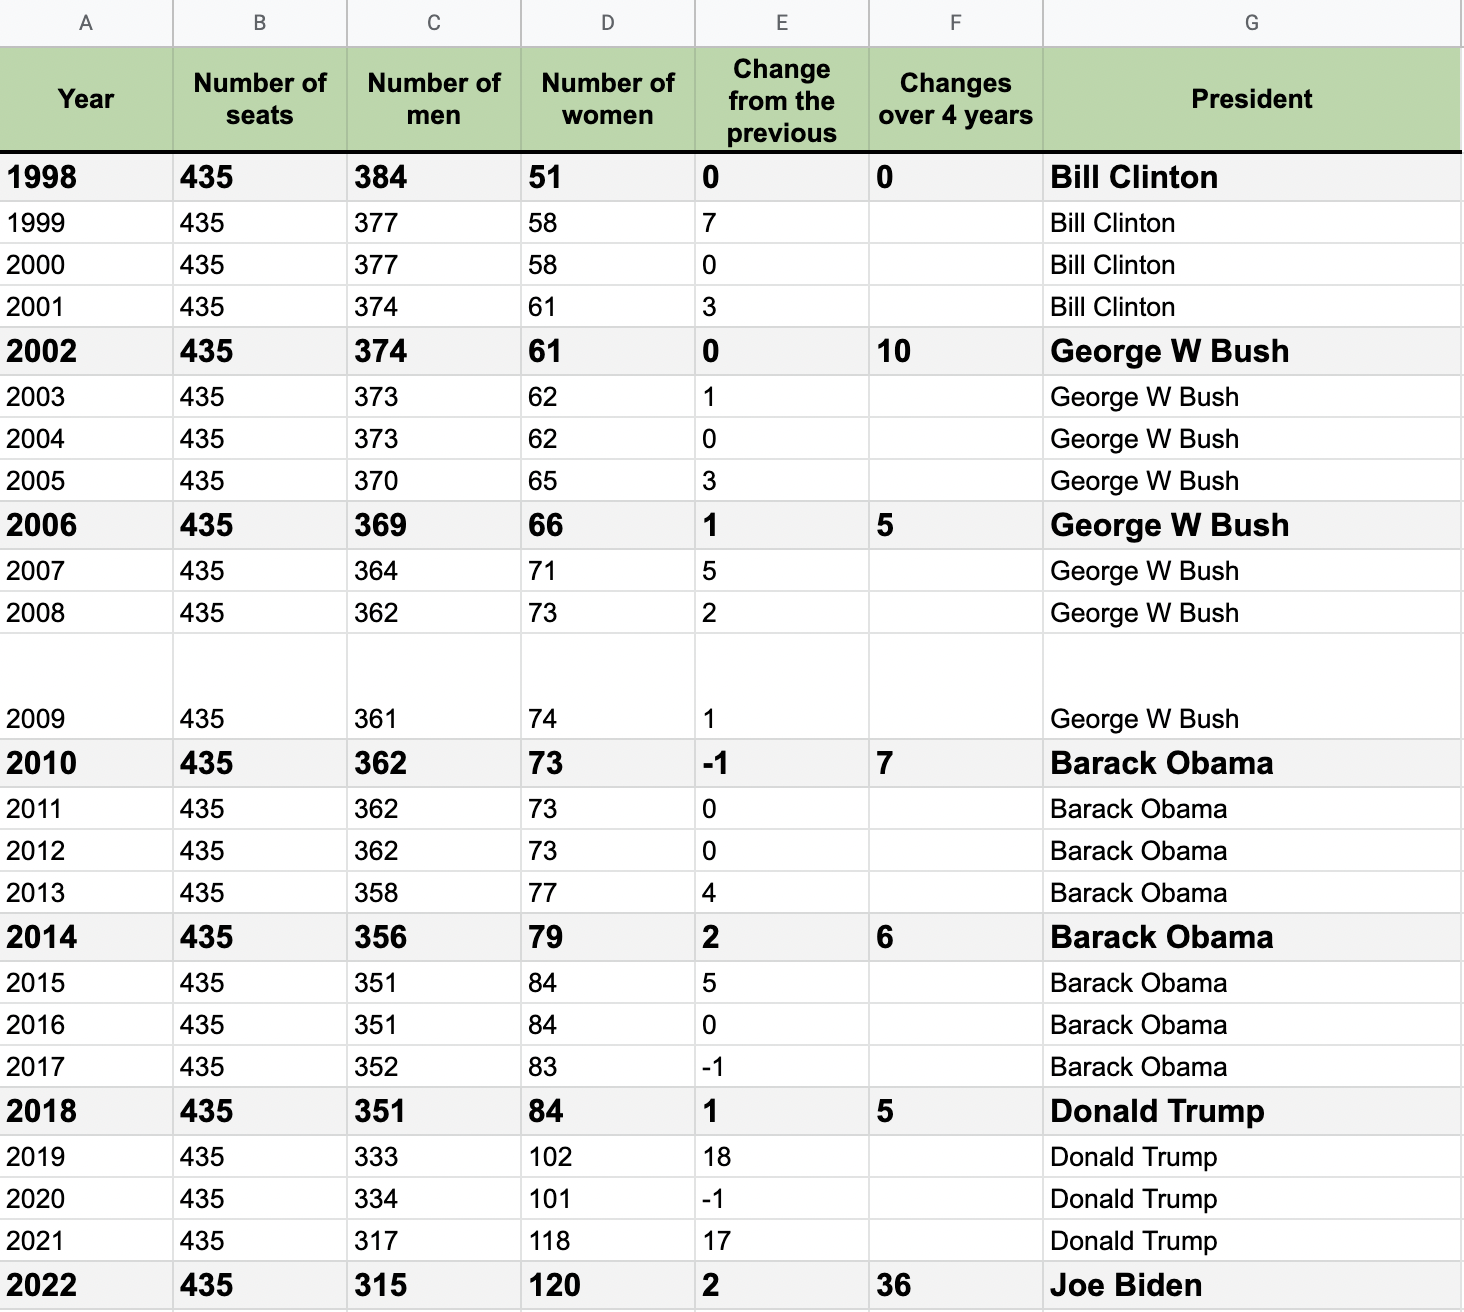 A B C D E F G
Year Number of seats Number of men Number of women Change from the previous Changes over 4 years President
1998 435 384 51 0 0 Bill Clinton
1999 435 377 58 7 Bill Clinton
2000 435 377 58 0 Bill Clinton
2001 435 374 61 3 Bill Clinton
2002 435 374 61 0 10 George W Bush
2003 435 373 62 1 George W Bush
2004 435 373 62 0 George W Bush
2005 435 370 65 3 George W Bush
2006 435 369 66 1 5 George W Bush
2007 435 364 71 5 George W Bush
2008 435 362 73 2 George W Bush
2009 435 361 74 1 George W Bush
2010 435 362 73 -1 7 Barack Obama
2011 435 362 73 0 Barack Obama
2012 435 362 73 0 Barack Obama
2013 435 358 77 4 Barack Obama
2014 435 356 79 2 6 Barack Obama
2015 435 351 84 5 Barack Obama
2016 435 351 84 0 Barack Obama
2017 435 352 83 -1 Barack Obama
2018 435 351 84 1 5 Donald Trump
2019 435 333 102 18 Donald Trump
2020 435 334 101 -1 Donald Trump
2021 435 317 118 17 Donald Trump
2022 435 315 120 2 36 Joe Biden